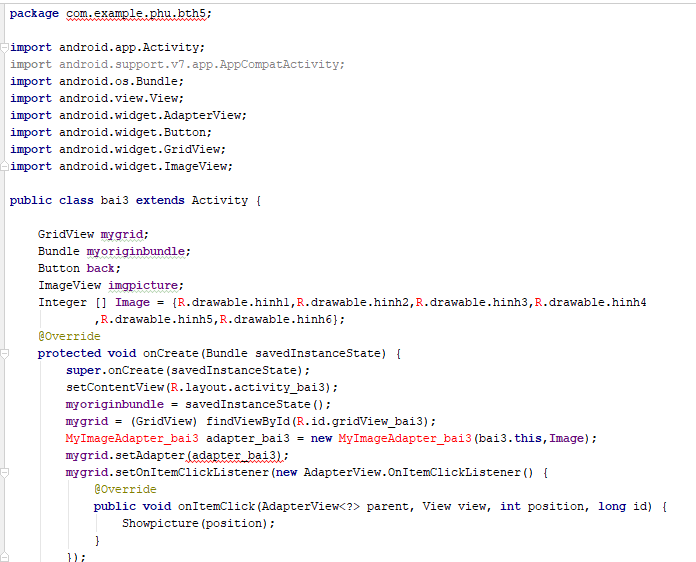 package com.example.phu.bth5;
import android.app.Activity;
import android.support.v7.app.AppCompatActivity;
import android.os.Bundle;
import android.view.View;
import android.widget.AdapterView;
import android.widget.Button;
import android.widget.GridView;
import android.widget.ImageView;
public class bai3 extends Activity {
GridView mygrid;
Bundle myoriginbundle;
Button back;
ImageView imgpicture;
Integer [] Image = {R.drawable.hinh1,R.drawable.hinh2,R.drawable.hinh3,R.drawable.hinh4
,R.drawable.hinh5,R.drawable.hinh6};
@Override
protected void onCreate(Bundle savedInstanceState) {
super.onCreate(savedInstanceState);
setContentView(R.layout.activity_bai3);
myoriginbundle = savedInstanceState();
mygrid = (GridView) findViewById(R.id.gridView_bai3);
MyImageAdapter_bai3 adapter_bai3 = new MyImageAdapter_bai3(bai3.this,Image);
mygrid.setAdapter(adapter_bai3);
mygrid.setOnItemClickListener(new AdapterView.OnItemClickListener() {
@Override
public void onItemClick(AdapterView<?> parent, View view, int position, long id) {
Showpicture(position);
}
});